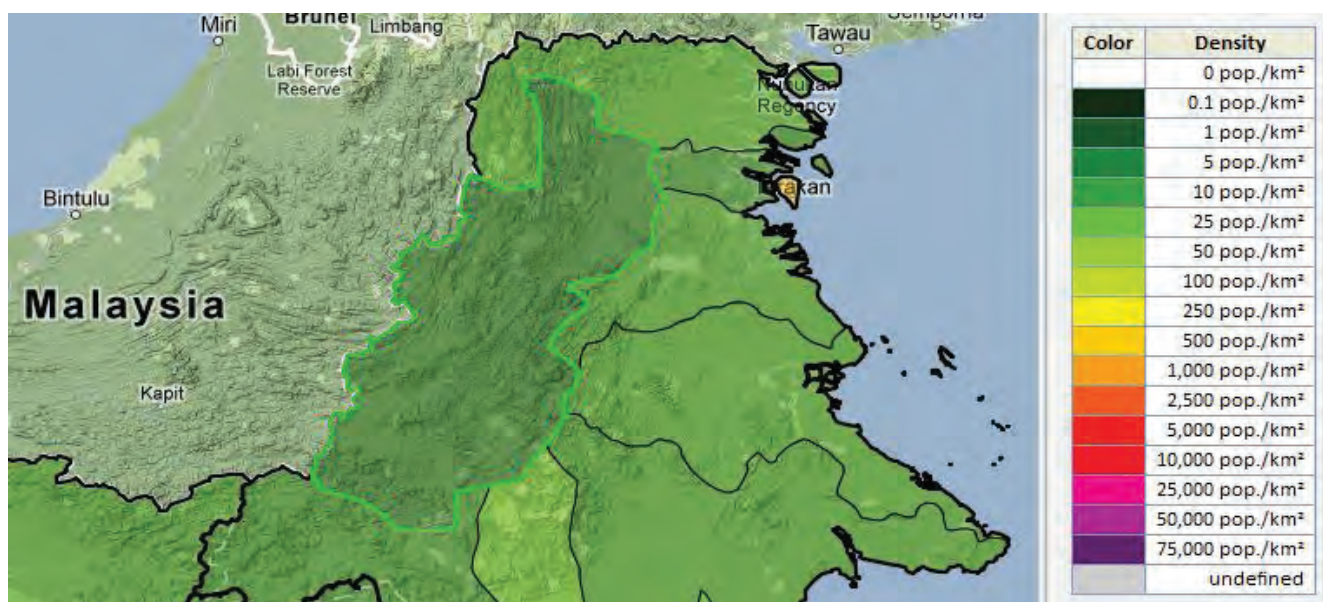 Miri
Brunei
Limbang
Labi Forest
Reserve
Bintulu
Malaysia
Kapit
Semporna
Tawau
Nunukan
Regency
Tarakan
Color Density
0 pop./km²
0.1 pop./km²
1 pop./km²
5 pop./km²
10 pop./km²
25 pop./km²
50 pop./km²
100 pop./km²
250 pop./km²
500 pop./km²
1,000 pop./km²
2,500 pop./km²
5,000 pop./km²
10,000 pop./km²
25,000 pop./km²
50,000 pop./km²
75,000 pop./km²
undefined